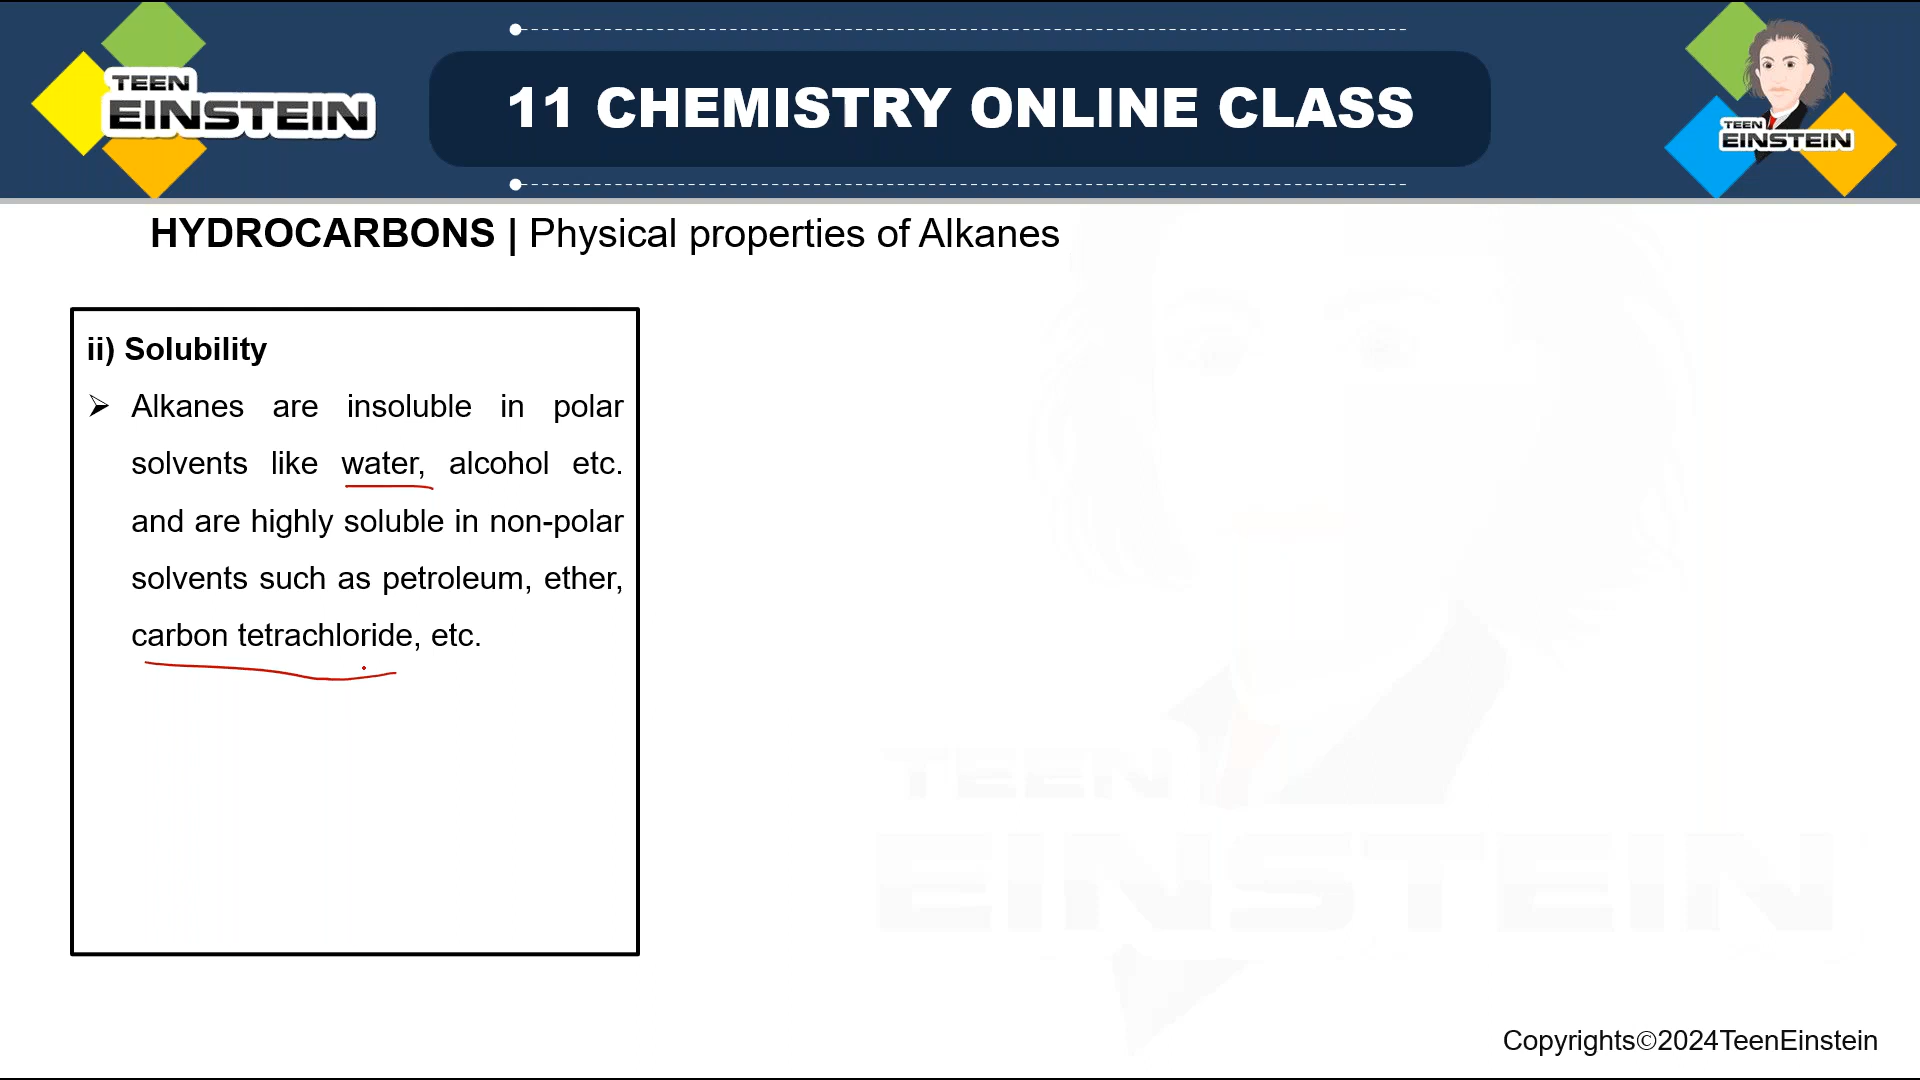 TEEN
EINSTEIN
11 CHEMISTRY ONLINE CLASS
TEEN
EINSTEIN
HYDROCARBONS | Physical properties of Alkanes
ii) Solubility
➢ Alkanes are insoluble in polar
solvents like water, alcohol etc.
and are highly soluble in non-polar
solvents such as petroleum, ether,
carbon tetrachloride, etc.
TEEN
EINSTEIN
Copyrights©2024TeenEinstein